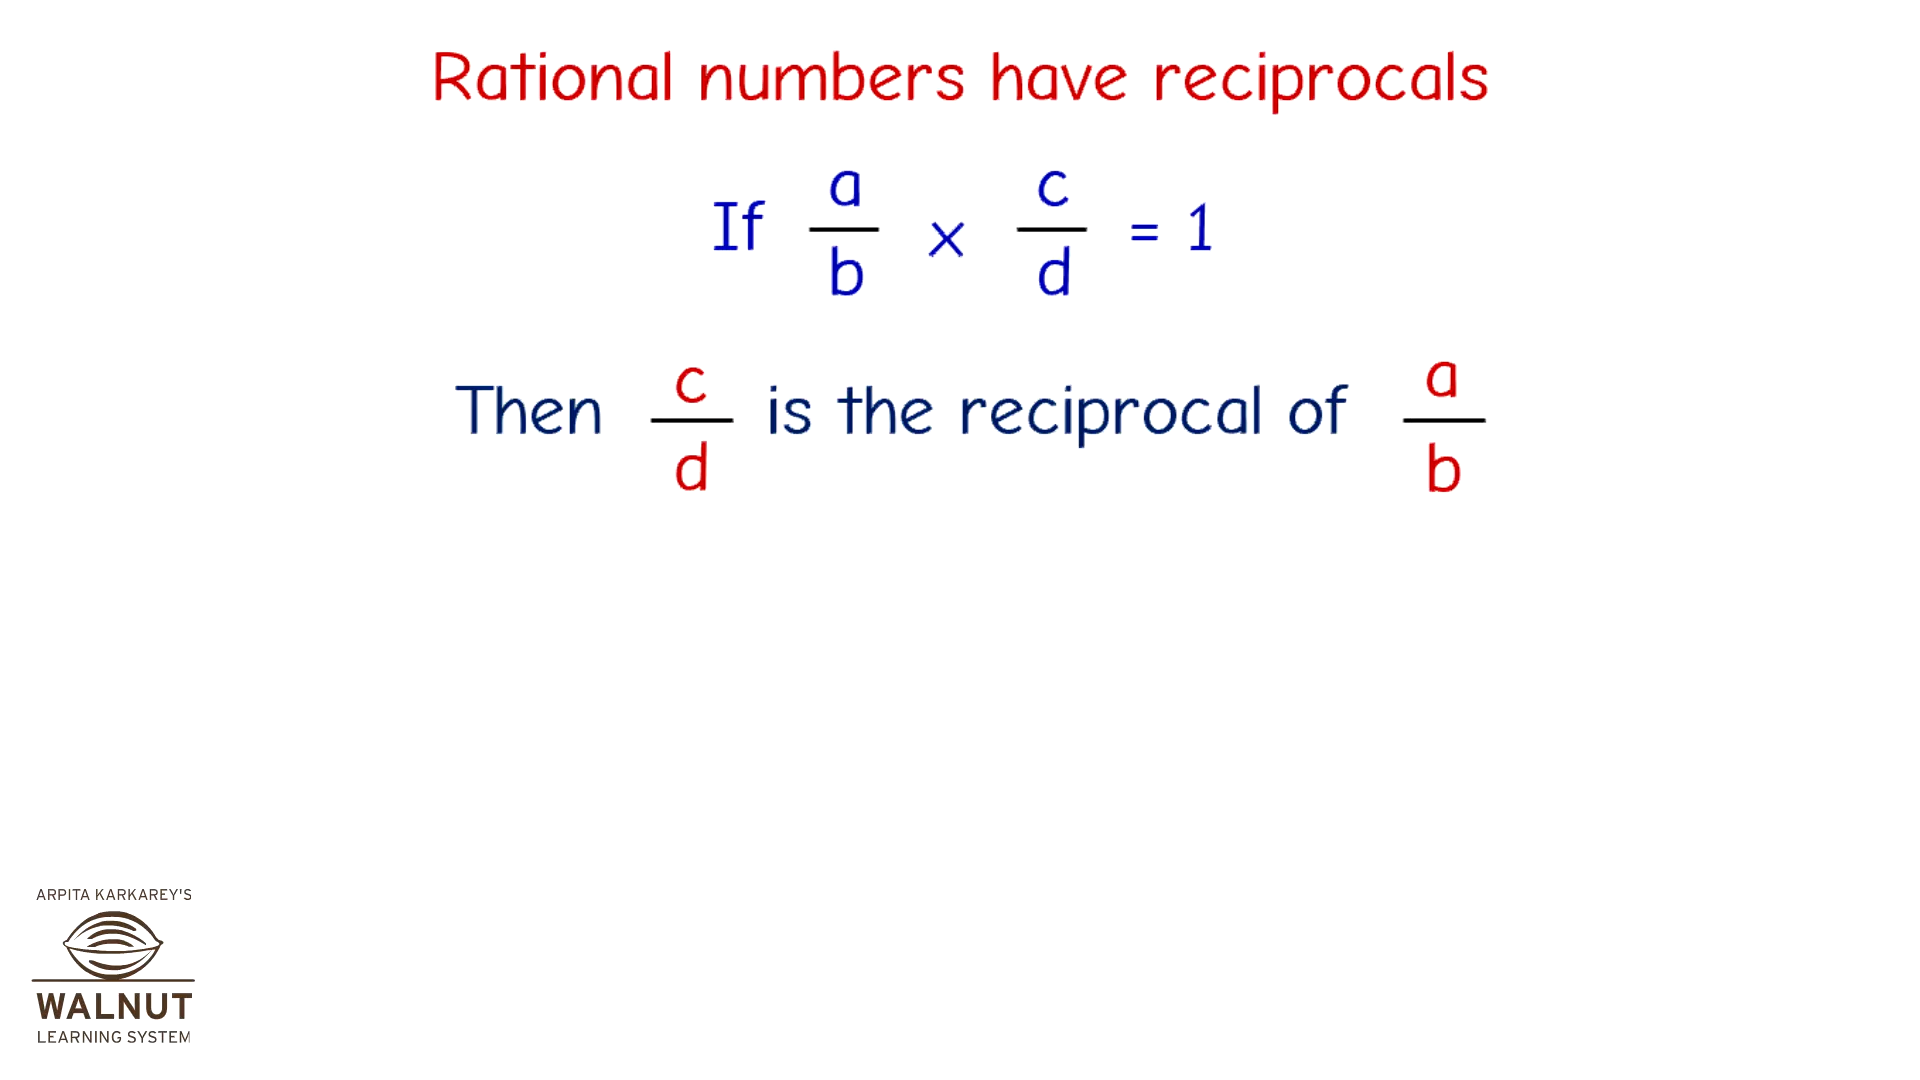 Rational numbers have reciprocals
If a/b × c/d = 1
Then c/d is the reciprocal of a/b
ARPITA KARKAREY'S
WALNUT
LEARNING SYSTEM